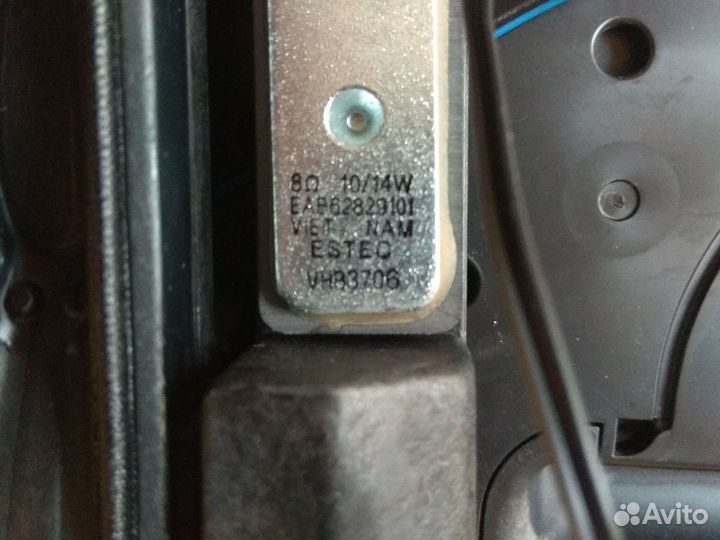 8Ω 10/14W
EAB62829101
VIET NAM
ESTEC
VHB3706
Avito